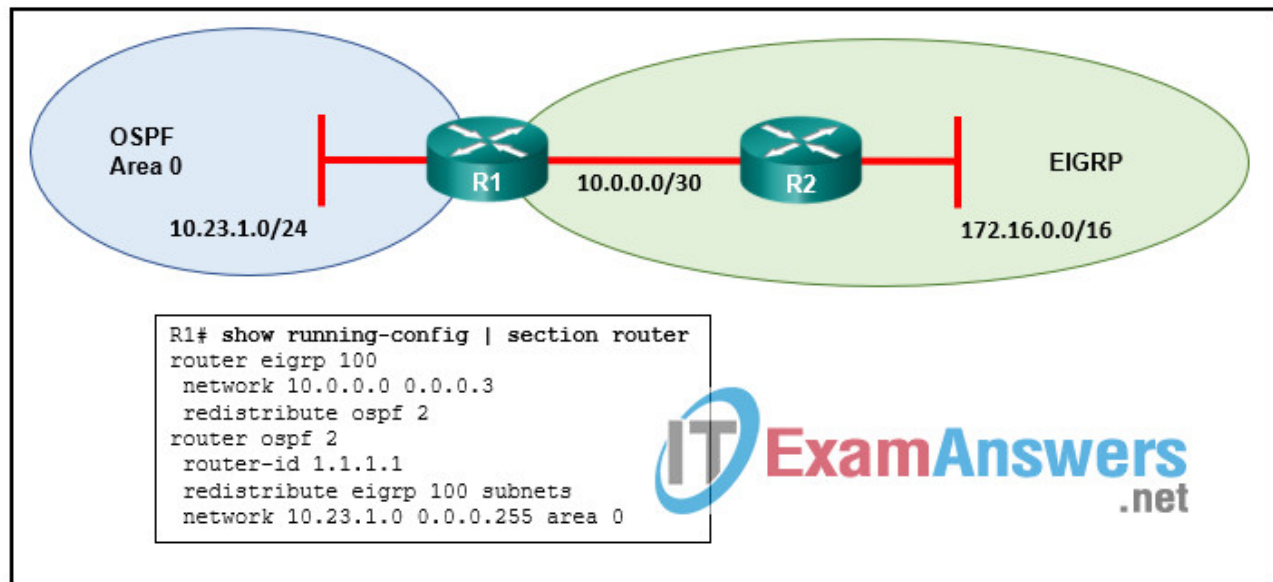 OSPF
Area 0
R1
10.0.0.0/30
R2
EIGRP
10.23.1.0/24
172.16.0.0/16
R1# show running-config | section router
router eigrp 100
network 10.0.0.0 0.0.0.3
redistribute ospf 2
router ospf 2
router-id 1.1.1.1
redistribute eigrp 100 subnets
network 10.23.1.0 0.0.0.255 area 0
IT ExamAnswers
.net